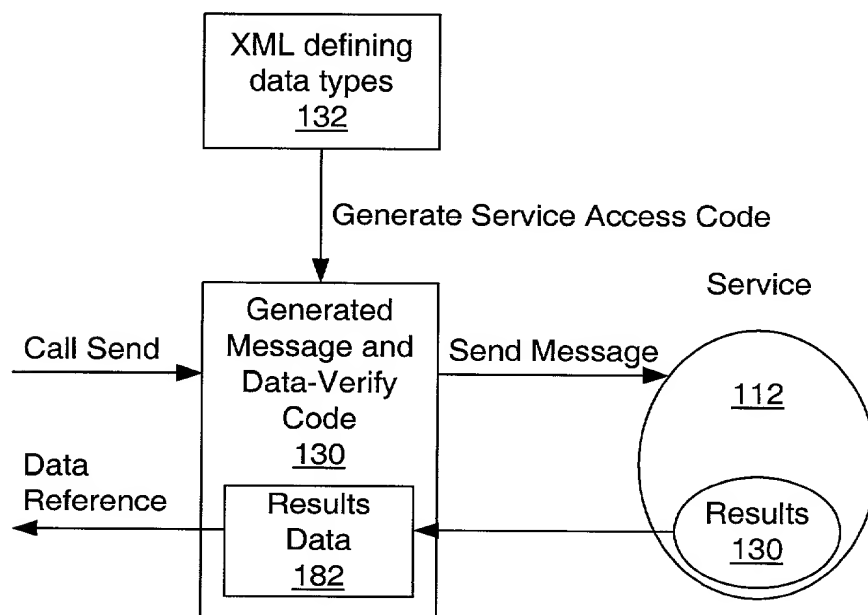 XML defining
data types
132
Generate Service Access Code
Service
Generated
Message and
Data-Verify
Code
130
Call Send
Send Message
112
Data
Reference
Results
Data
182
Results
130